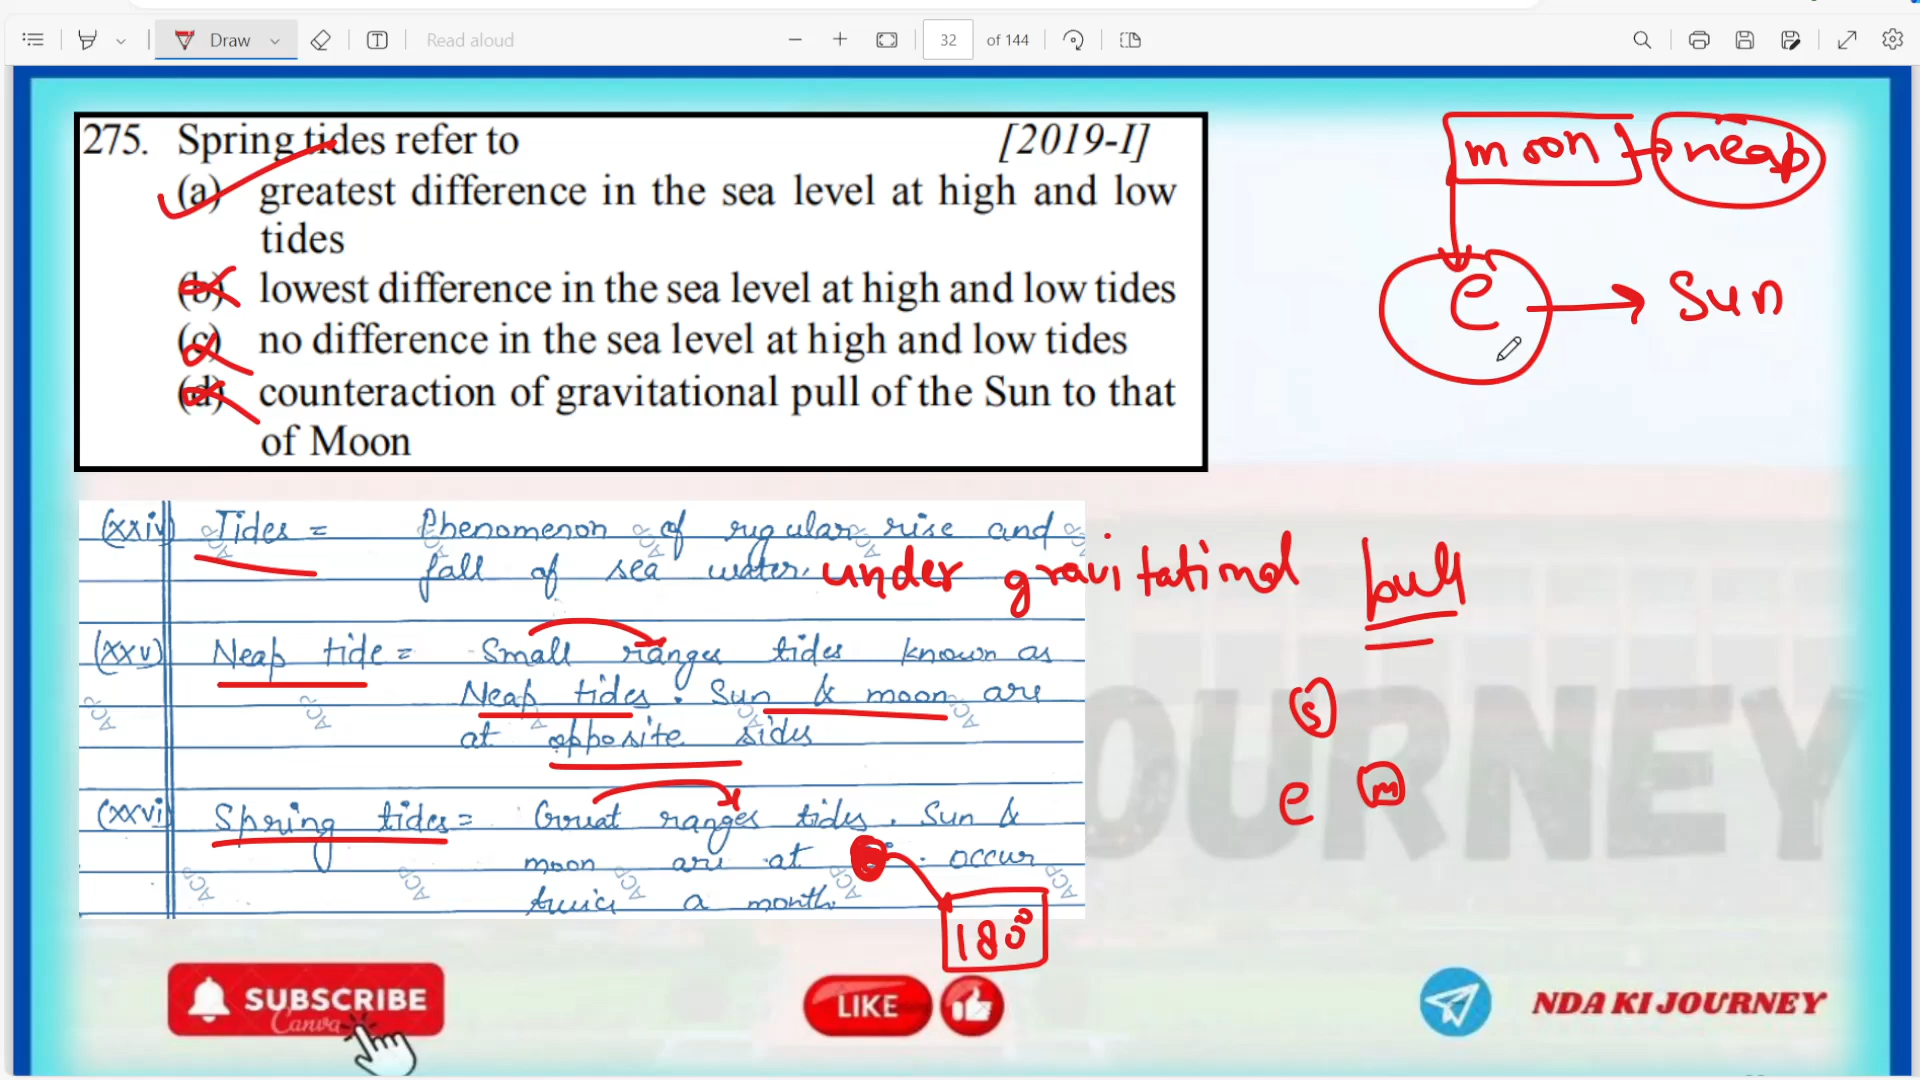 Draw
Read aloud
32
of 144
275. Spring tides refer to [2019-I]
(a) greatest difference in the sea level at high and low
tides
(b) lowest difference in the sea level at high and low tides
(c) no difference in the sea level at high and low tides
(d) counteraction of gravitational pull of the Sun to that
of Moon
moon → neap
e → Sun
(xxiv) Tides = Phenomenon of rugular rise and
fall of sea water. under gravitational pull
(xxv) Neap tide = Small ranges tides known as
Neap tides. Sun & moon are
at opposite sides
(xxvi) Spring tides = Great ranges tides. Sun &
moon are at occur
twice a month.
180°
S
e m
JOURNEY
SUBSCRIBE
Canva
LIKE
NDA KI JOURNEY